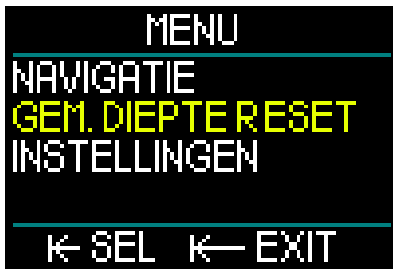 MENU
NAVIGATIE
GEM. DIEPTE RESET
INSTELLINGEN
SEL EXIT